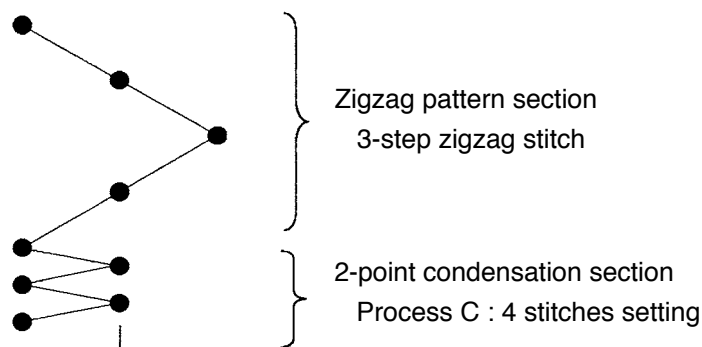 Zigzag pattern section
3-step zigzag stitch
2-point condensation section
Process C : 4 stitches setting